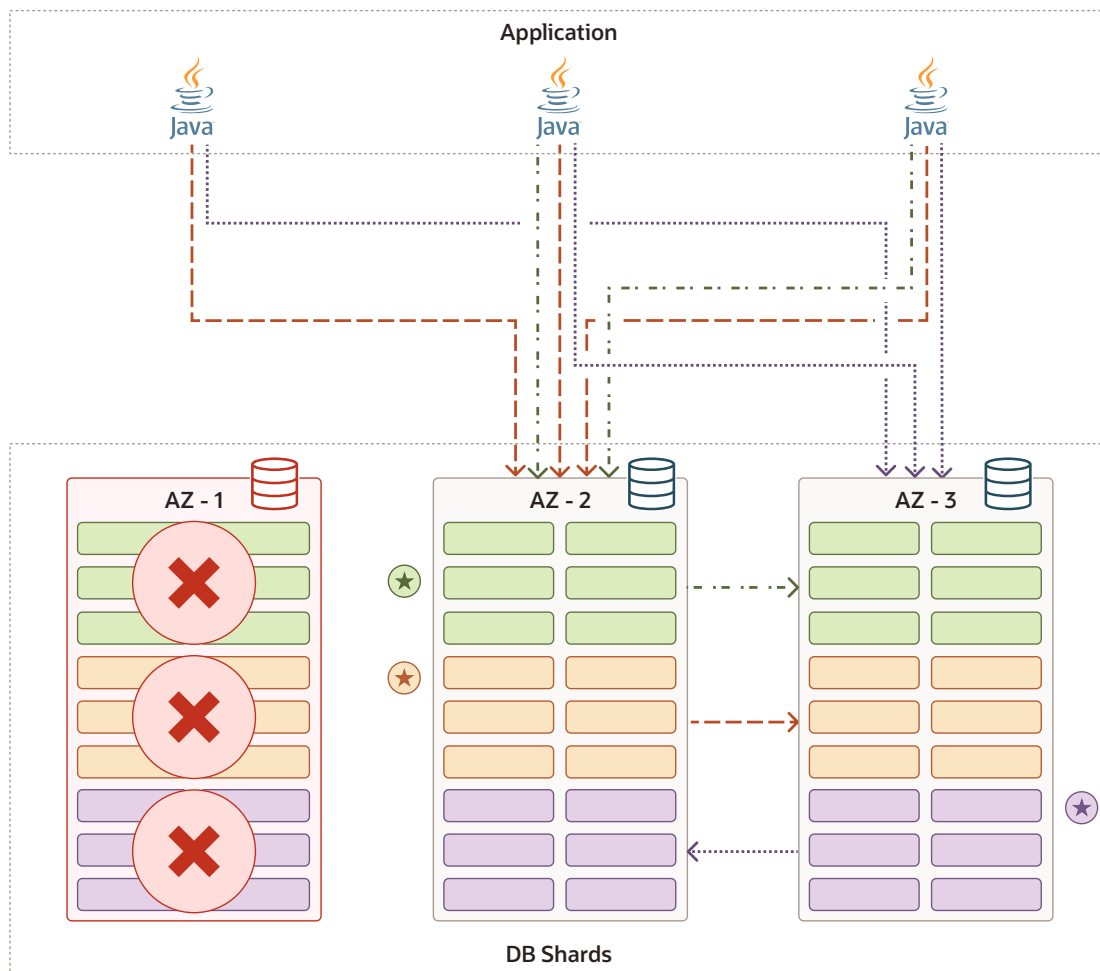 Application
Java
Java
Java
AZ - 1
AZ - 2
AZ - 3
DB Shards